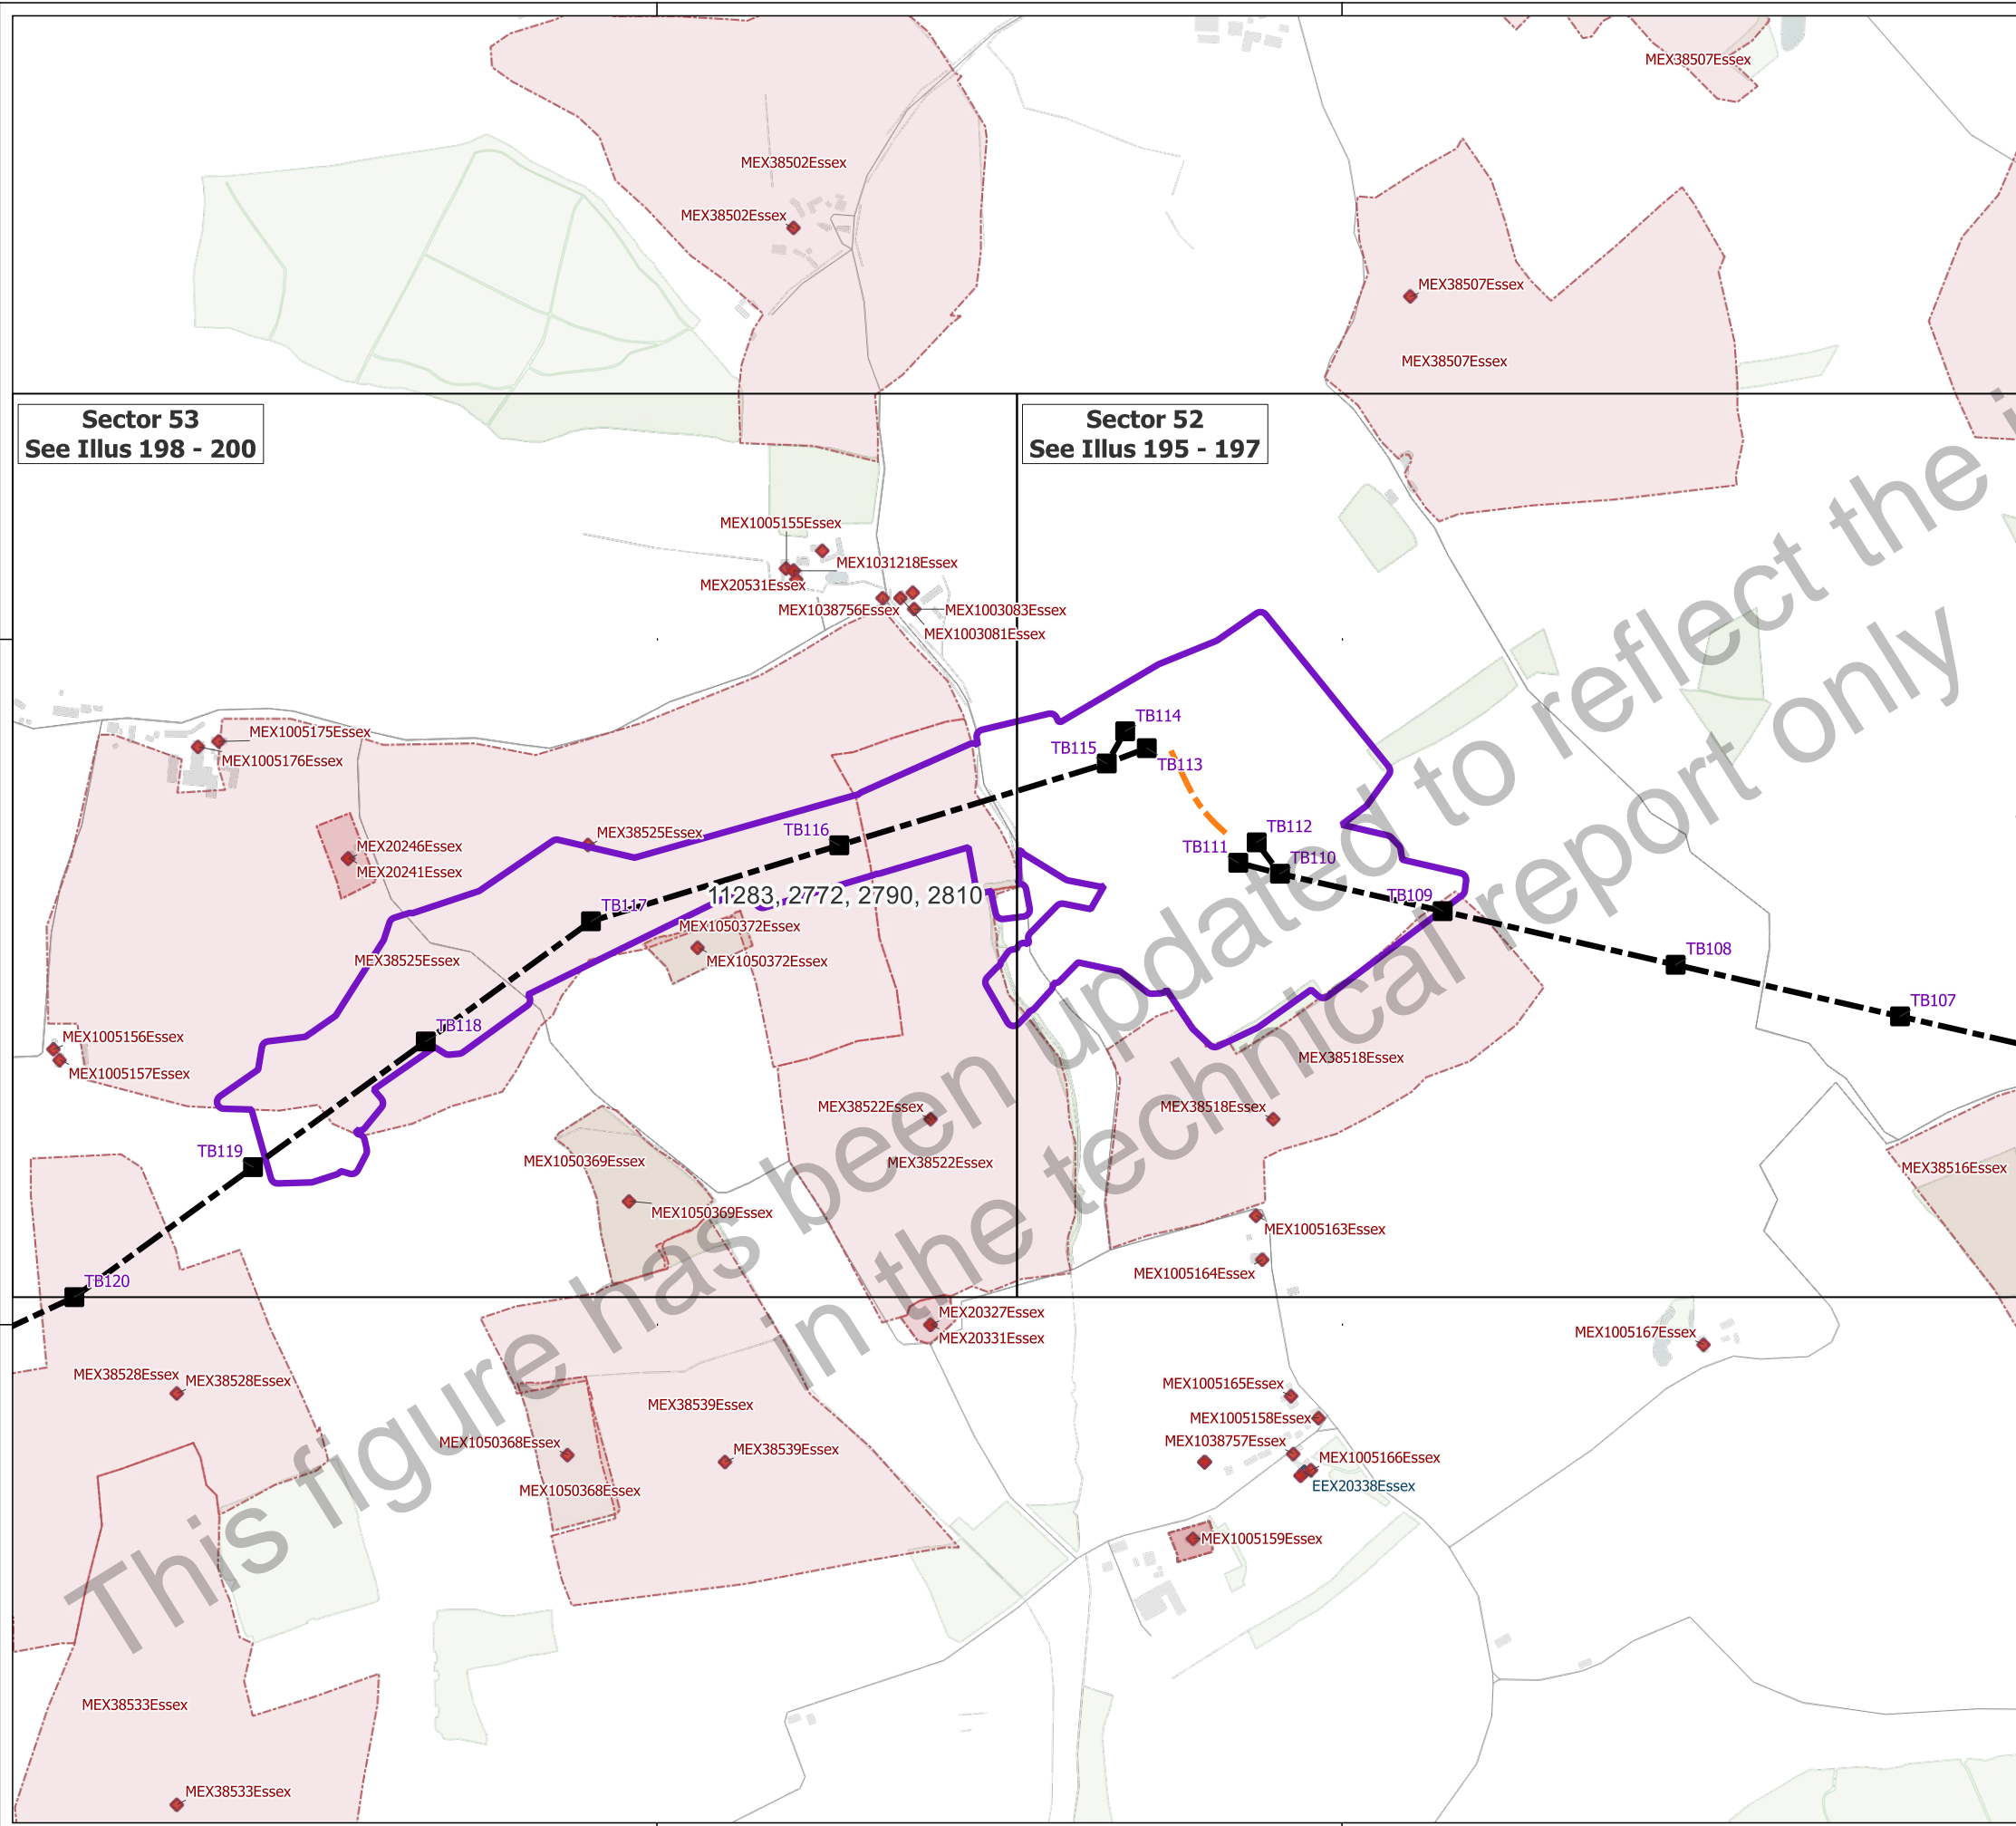 MEX38507Essex
MEX38502Essex
MEX38502Essex
MEX38507Essex
MEX38507Essex
Sector 53
See Illus 198 - 200
Sector 52
See Illus 195 - 197
MEX1005155Essex
MEX1031218Essex
MEX20531Essex
MEX1038756Essex
MEX1003083Essex
MEX1003081Essex
TB114
TB115
TB113
MEX1005175Essex
MEX1005176Essex
MEX38525Essex
TB116
TB112
TB111
TB110
MEX20246Essex
MEX20241Essex
11283, 2772, 2790, 2810
TB109
TB117
MEX1050372Essex
MEX1050372Essex
MEX38525Essex
TB108
TB107
TB118
MEX1005156Essex
MEX1005157Essex
MEX38518Essex
MEX38522Essex
MEX38518Essex
TB119
MEX1050369Essex
MEX38522Essex
MEX38516Essex
MEX1050369Essex
MEX1005163Essex
MEX1005164Essex
TB120
MEX20327Essex
MEX20331Essex
MEX1005167Essex
MEX38528Essex
MEX38528Essex
MEX38539Essex
MEX1005165Essex
MEX1005158Essex
MEX1050368Essex
MEX38539Essex
MEX1038757Essex
MEX1005166Essex
EEX20338Essex
MEX1050368Essex
MEX1005159Essex
MEX38533Essex
MEX38533Essex
This figure has been updated to reflect the
in the technical report only